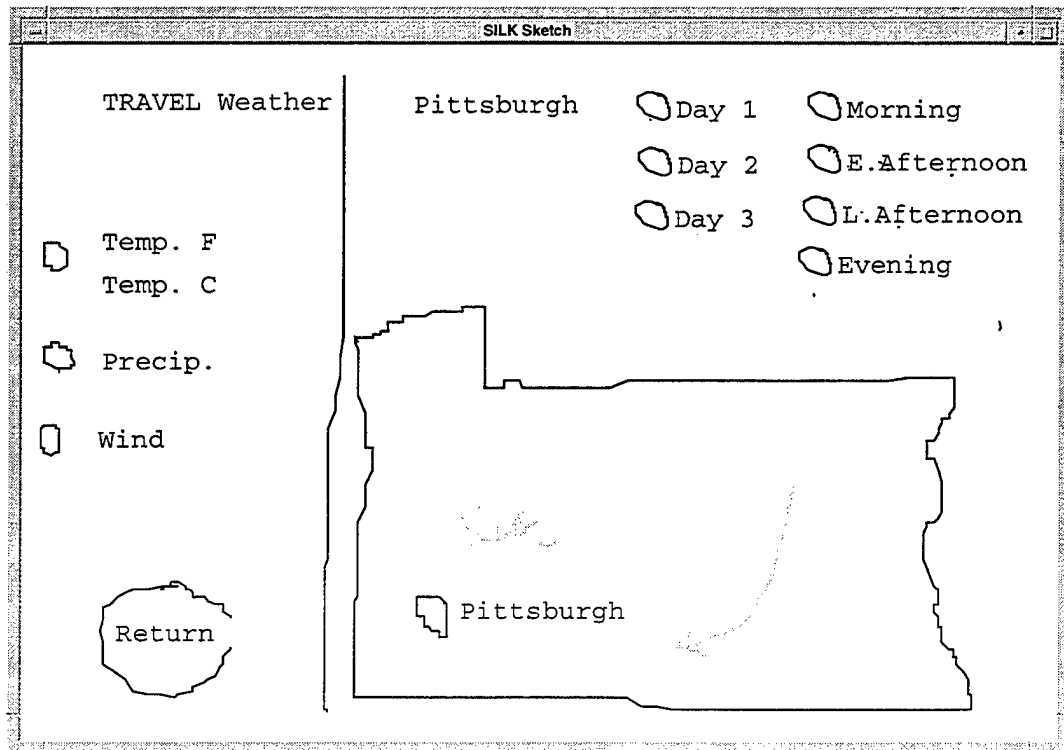 SILK Sketch
TRAVEL Weather
Pittsburgh
Day 1
Day 2
Day 3
Morning
E.Afternoon
L.Afternoon
Evening
Temp. F
Temp. C
Precip.
Wind
Return
Pittsburgh